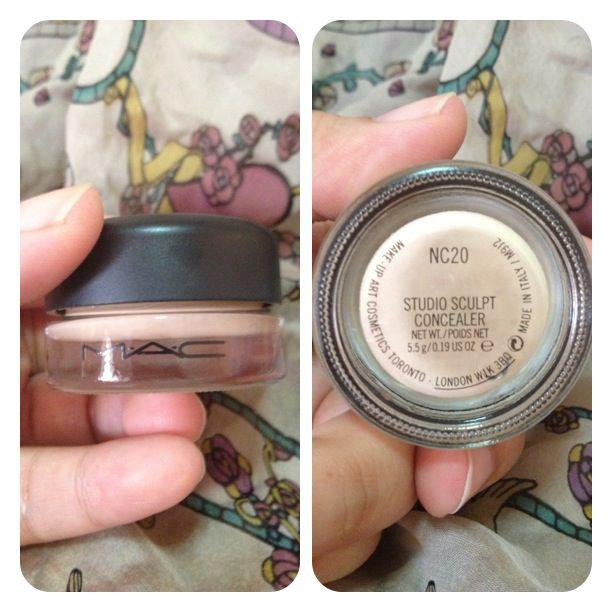 MAC
NC20
STUDIO SCULPT
CONCEALER
NET WT./POIDS NET
5.5 g/0.19 US OZ ℮
MAKE-UP ART COSMETICS TORONTO · LONDON W1K 3BQ
MADE IN ITALY / M912